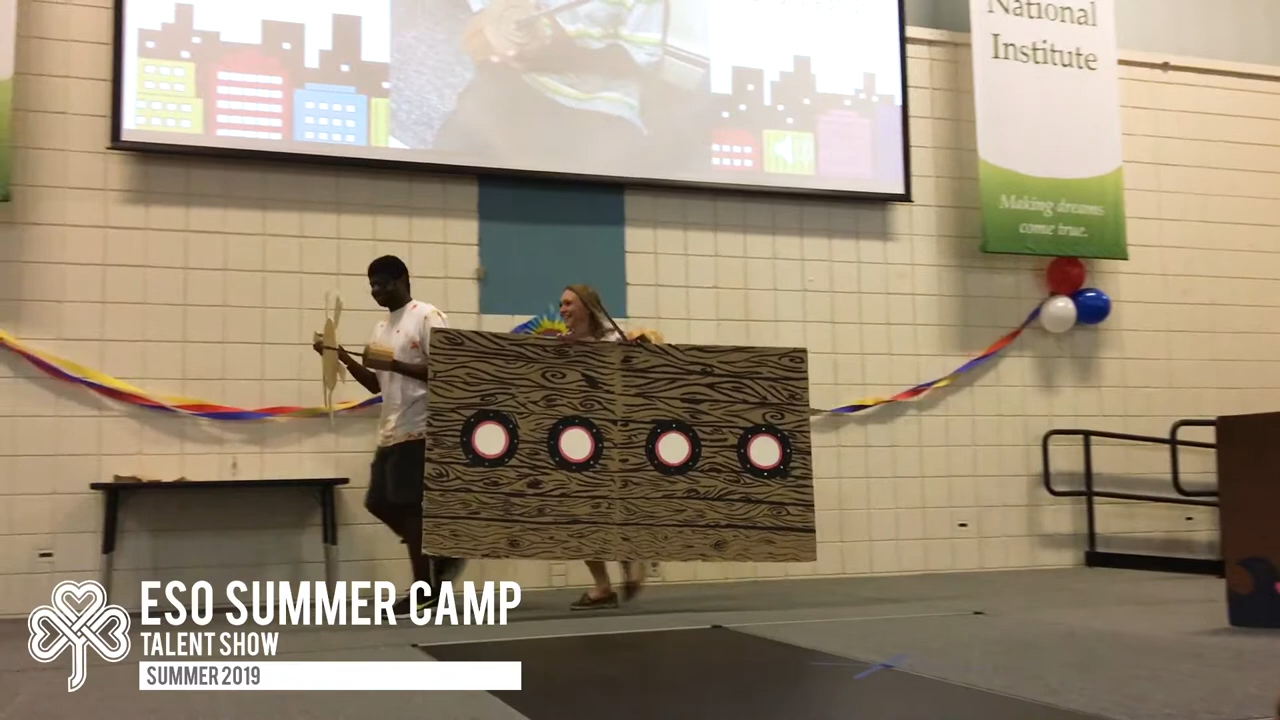 National
Institute
Making dreams
come true.
ESO SUMMER CAMP
TALENT SHOW
SUMMER 2019